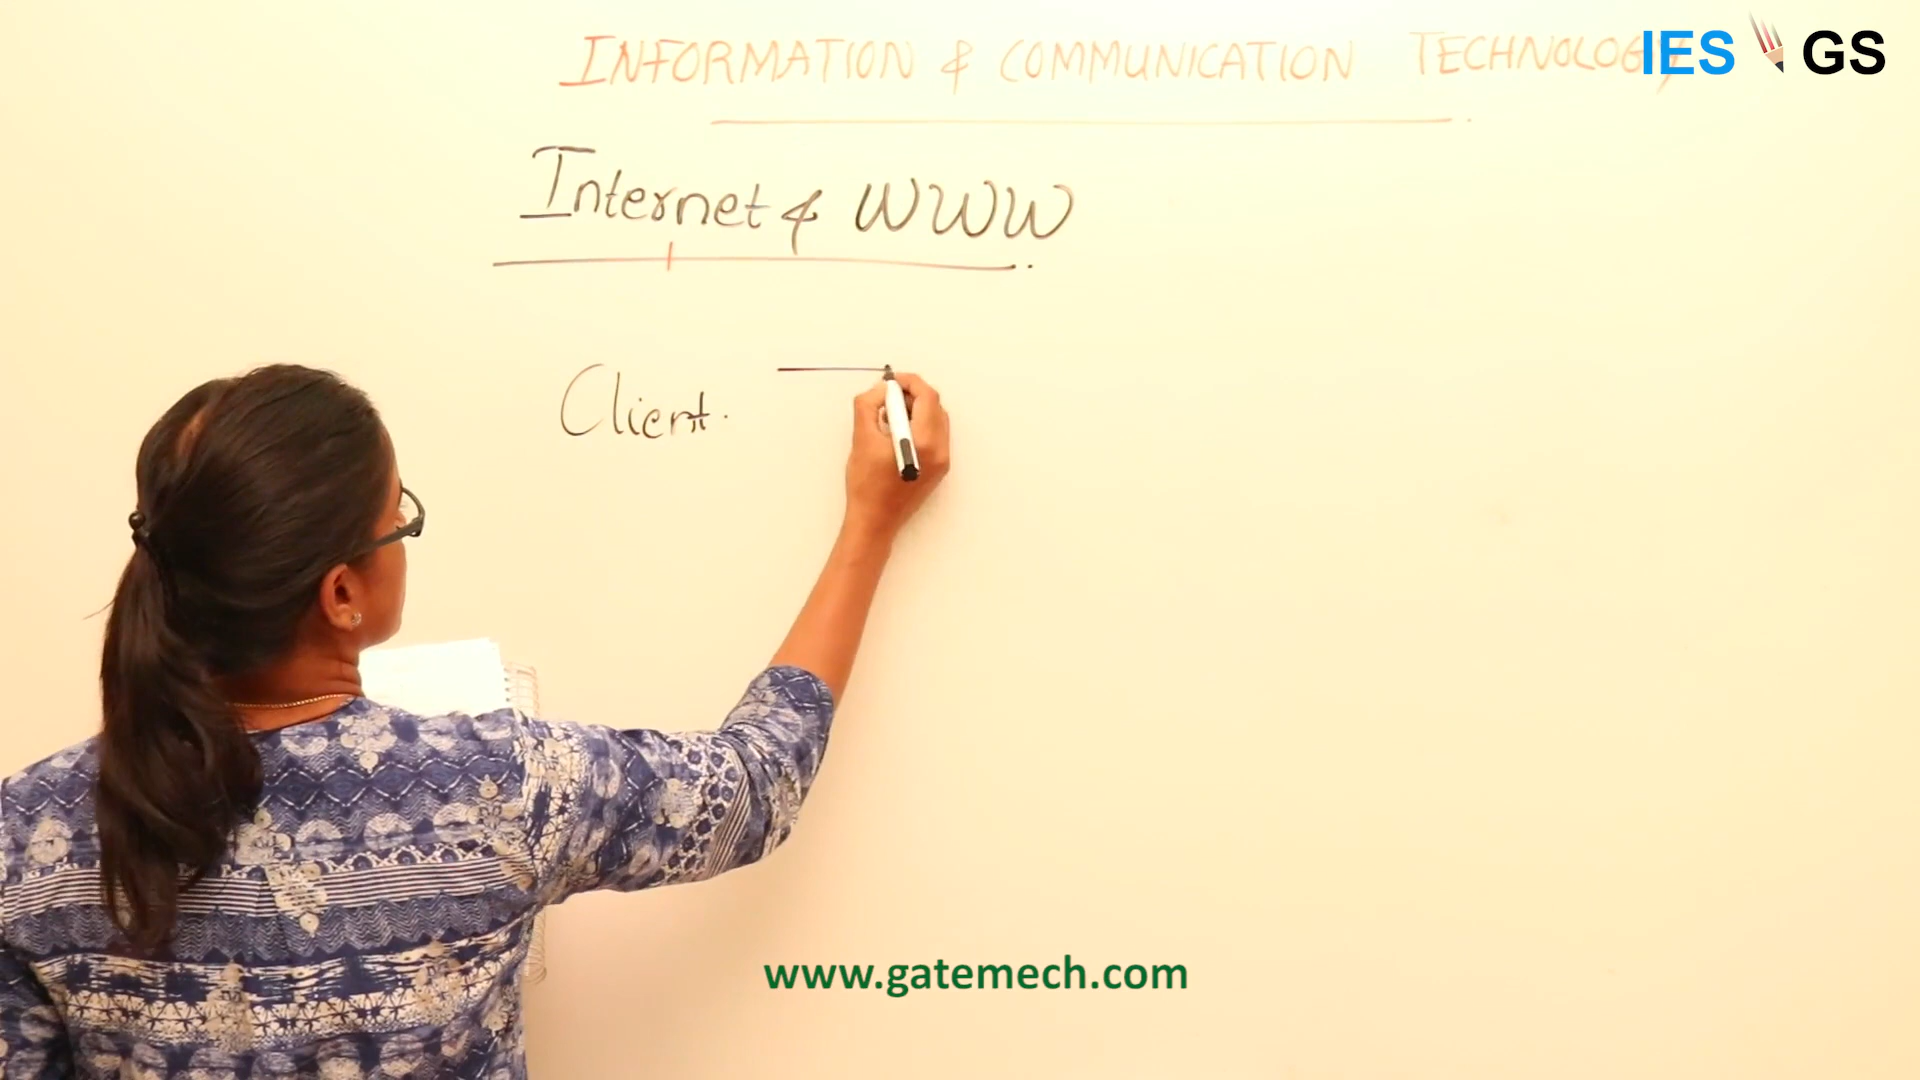 INFORMATION & COMMUNICATION TECHNOLOGY
IES GS
Internet & WWW
Client.
www.gatemech.com